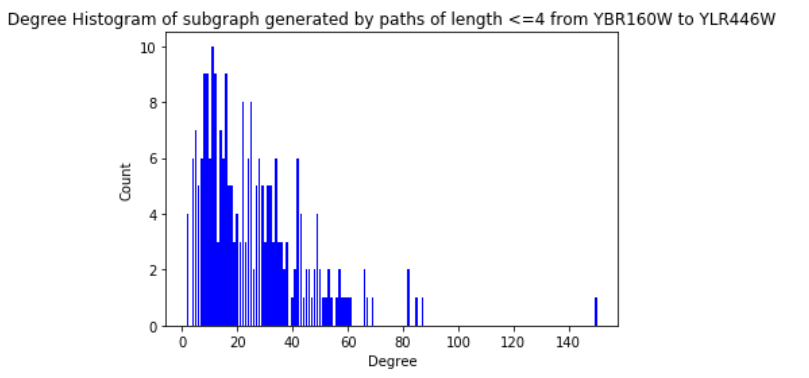 Degree Histogram of subgraph generated by paths of length <=4 from YBR160W to YLR446W
10
8
6
4
2
0
Count
0 20 40 60 80 100 120 140
Degree